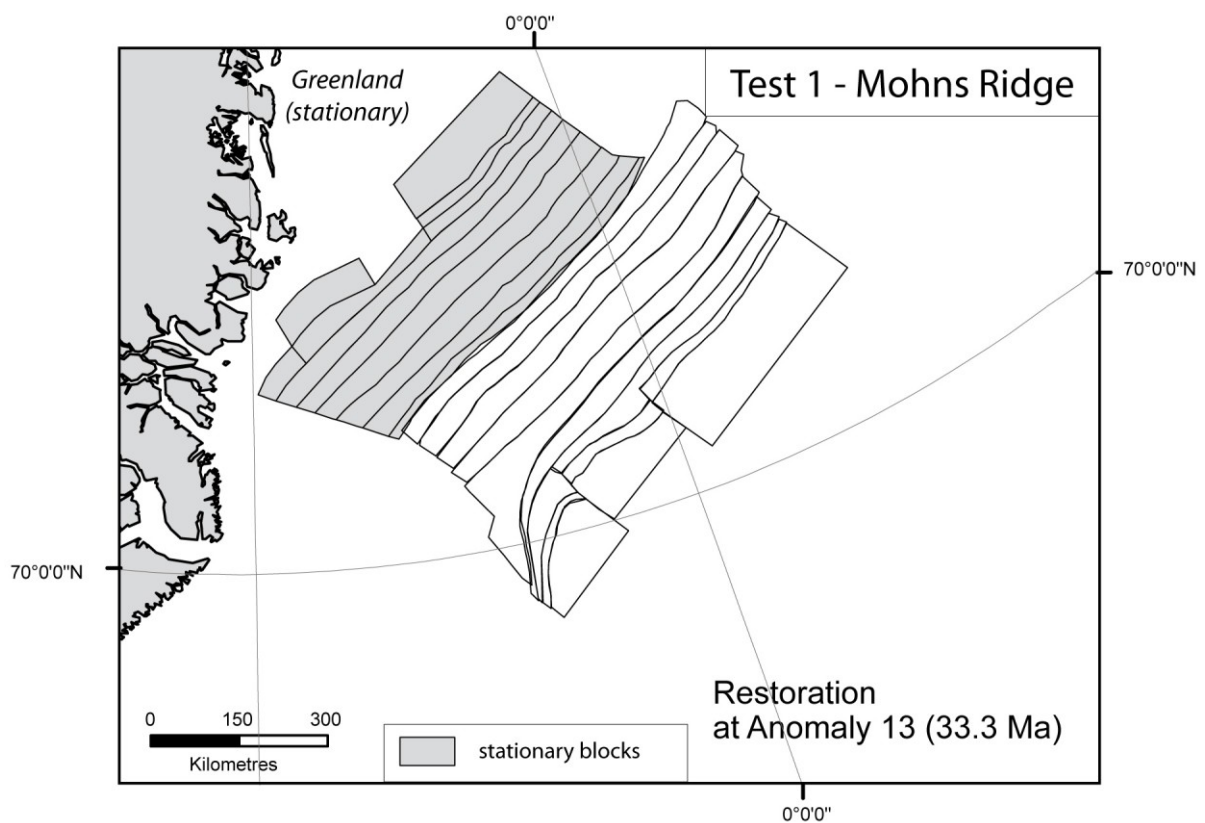 0°0'0"
Greenland
(stationary)
Test 1 - Mohns Ridge
70°0'0"N
70°0'0"N
Restoration
at Anomaly 13 (33.3 Ma)
0 150 300
Kilometres
stationary blocks
0°0'0"